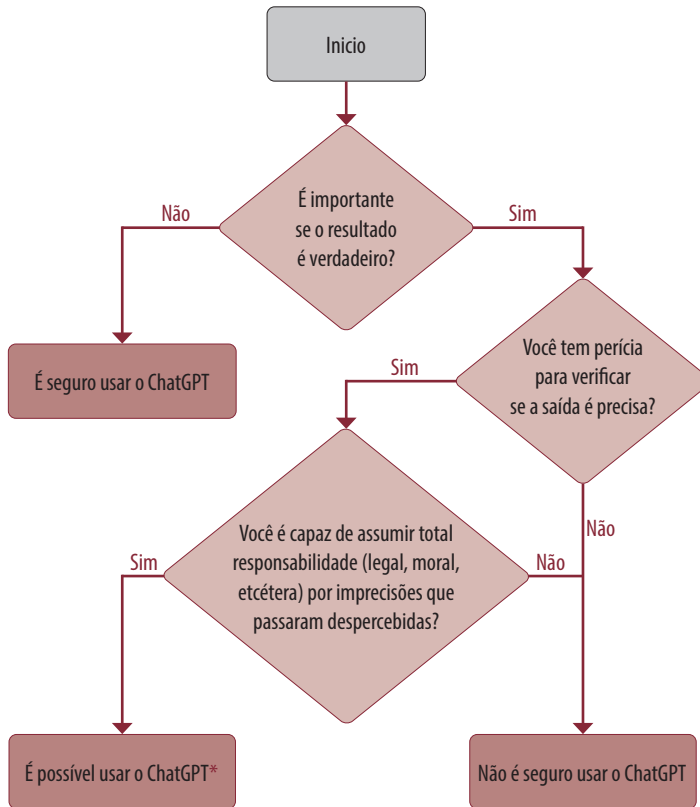 Inicio
É importante
se o resultado
é verdadeiro?
Não
Sim
É seguro usar o ChatGPT
Você tem perícia
para verificar
se a saída é precisa?
Sim
Não
Você é capaz de assumir total
responsabilidade (legal, moral,
etcétera) por imprecisões que
passaram despercebidas?
Sim
Não
É possível usar o ChatGPT*
Não é seguro usar o ChatGPT